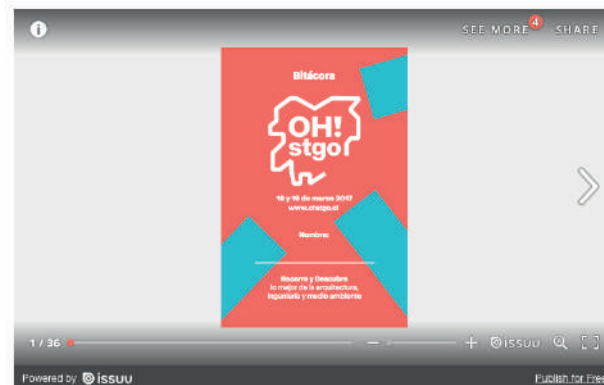 SEE MORE 4 SHARE
Bitácora
OH!
stgo
18 y 19 de marzo 2017
www.ohstgo.cl
Nombre:
Recorre y Descubre
lo mejor de la arquitectura,
ingeniería y medio ambiente
1 / 36
issuu
Powered by issuu
Publish for Free